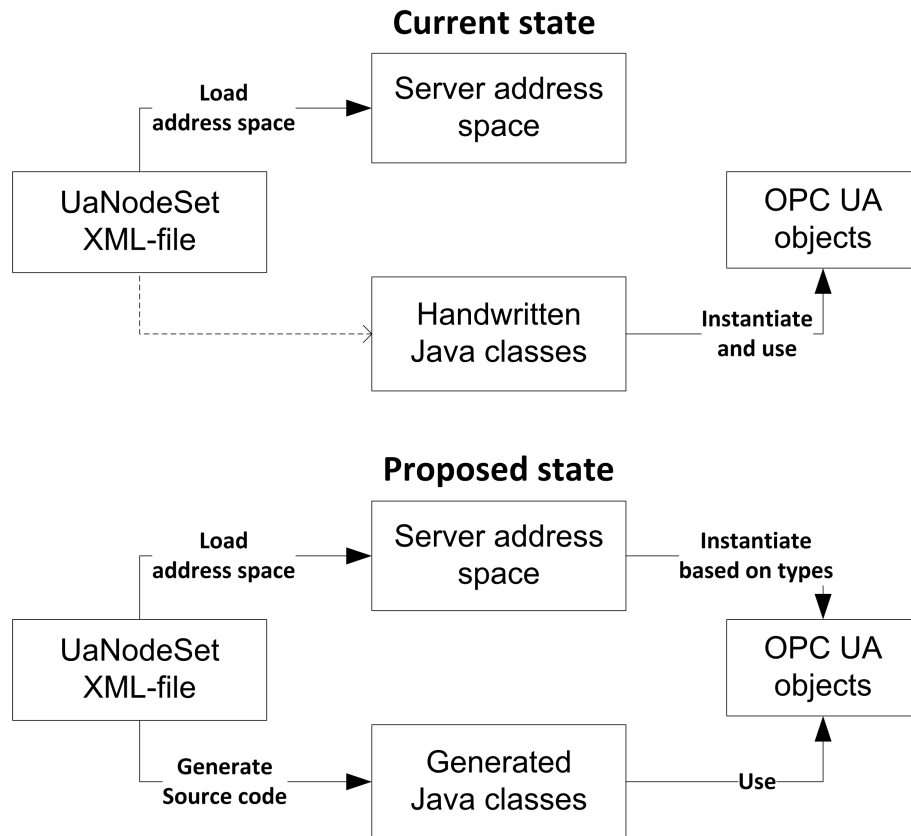 Current state
Load
address space
Server address
space
UaNodeSet
XML-file
OPC UA
objects
Handwritten
Java classes
Instantiate
and use
Proposed state
Load
address space
Server address
space
Instantiate
based on types
UaNodeSet
XML-file
OPC UA
objects
Generate
Source code
Generated
Java classes
Use